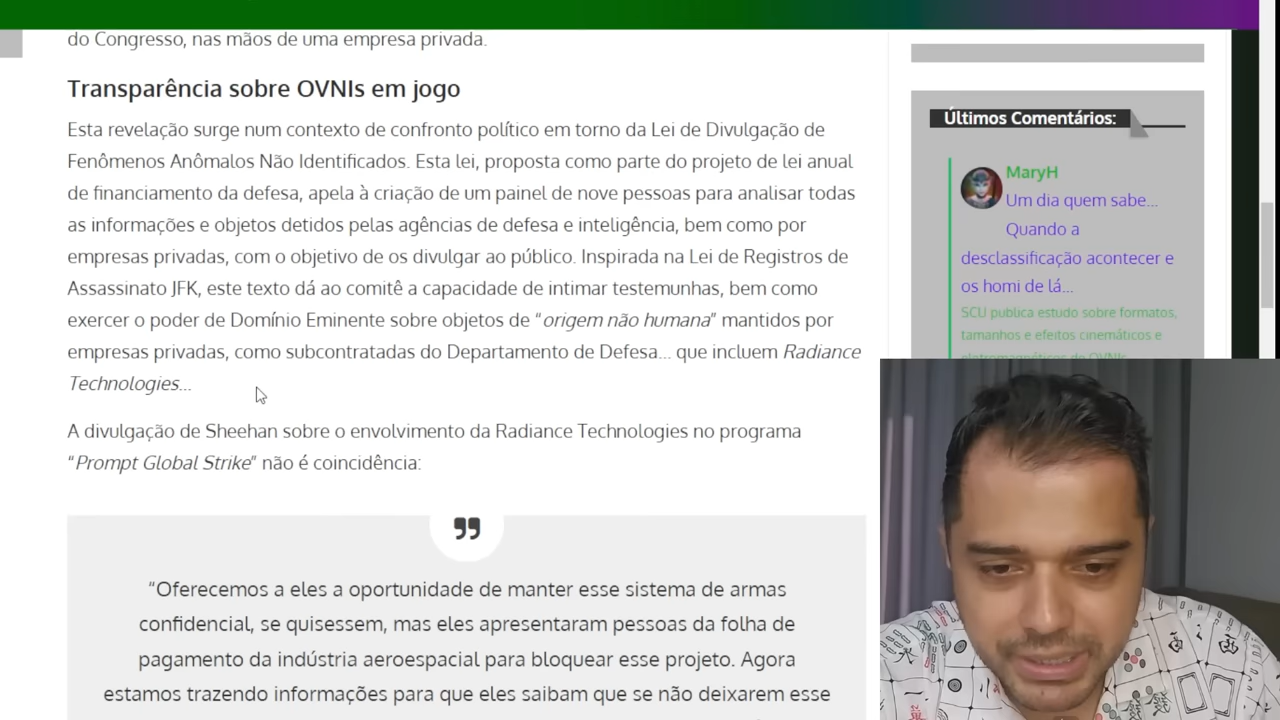 do Congresso, nas mãos de uma empresa privada.
Transparência sobre OVNIs em jogo
Esta revelação surge num contexto de confronto político em torno da Lei de Divulgação de
Fenômenos Anômalos Não Identificados. Esta lei, proposta como parte do projeto de lei anual
de financiamento da defesa, apela à criação de um painel de nove pessoas para analisar todas
as informações e objetos detidos pelas agências de defesa e inteligência, bem como por
empresas privadas, com o objetivo de os divulgar ao público. Inspirada na Lei de Registros de
Assassinato JFK, este texto dá ao comitê a capacidade de intimar testemunhas, bem como
exercer o poder de Domínio Eminente sobre objetos de “origem não humana” mantidos por
empresas privadas, como subcontratadas do Departamento de Defesa... que incluem Radiance
Technologies...
A divulgação de Sheehan sobre o envolvimento da Radiance Technologies no programa
“Prompt Global Strike” não é coincidência:
“Oferecemos a eles a oportunidade de manter esse sistema de armas
confidencial, se quisessem, mas eles apresentaram pessoas da folha de
pagamento da indústria aeroespacial para bloquear esse projeto. Agora
estamos trazendo informações para que eles saibam que se não deixarem esse
Últimos Comentários:
MaryH
Um dia quem sabe...
Quando a
desclassificação acontecer e
os homi de lá...
SCU publica estudo sobre formatos,
tamanhos e efeitos cinemáticos e
eletromagnéticos de OVNIs